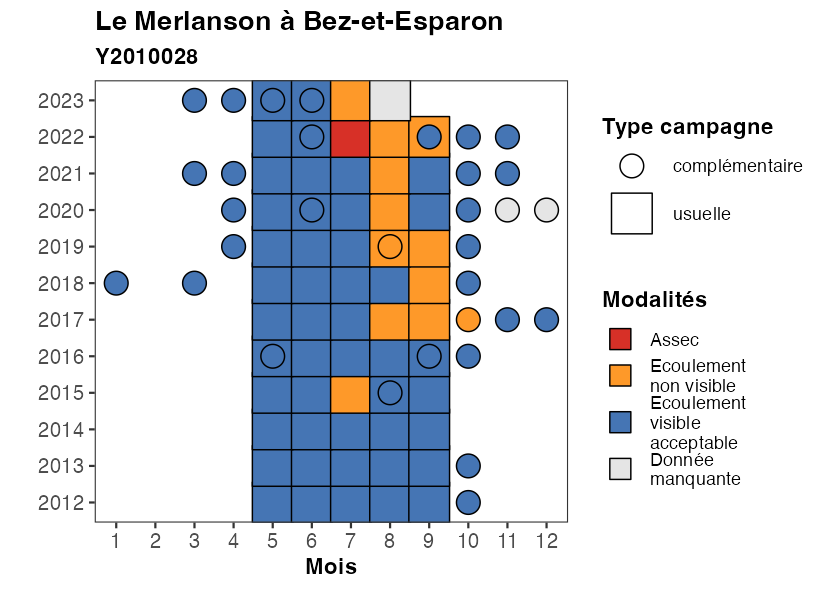 Le Merlanson à Bez-et-Esparon
Y2010028
2023
2022
2021
2020
2019
2018
2017
2016
2015
2014
2013
2012
1 2 3 4 5 6 7 8 9 10 11 12
Mois
Type campagne
complémentaire
usuelle
Modalités
Assec
Ecoulement
non visible
Ecoulement
visible
acceptable
Donnée
manquante